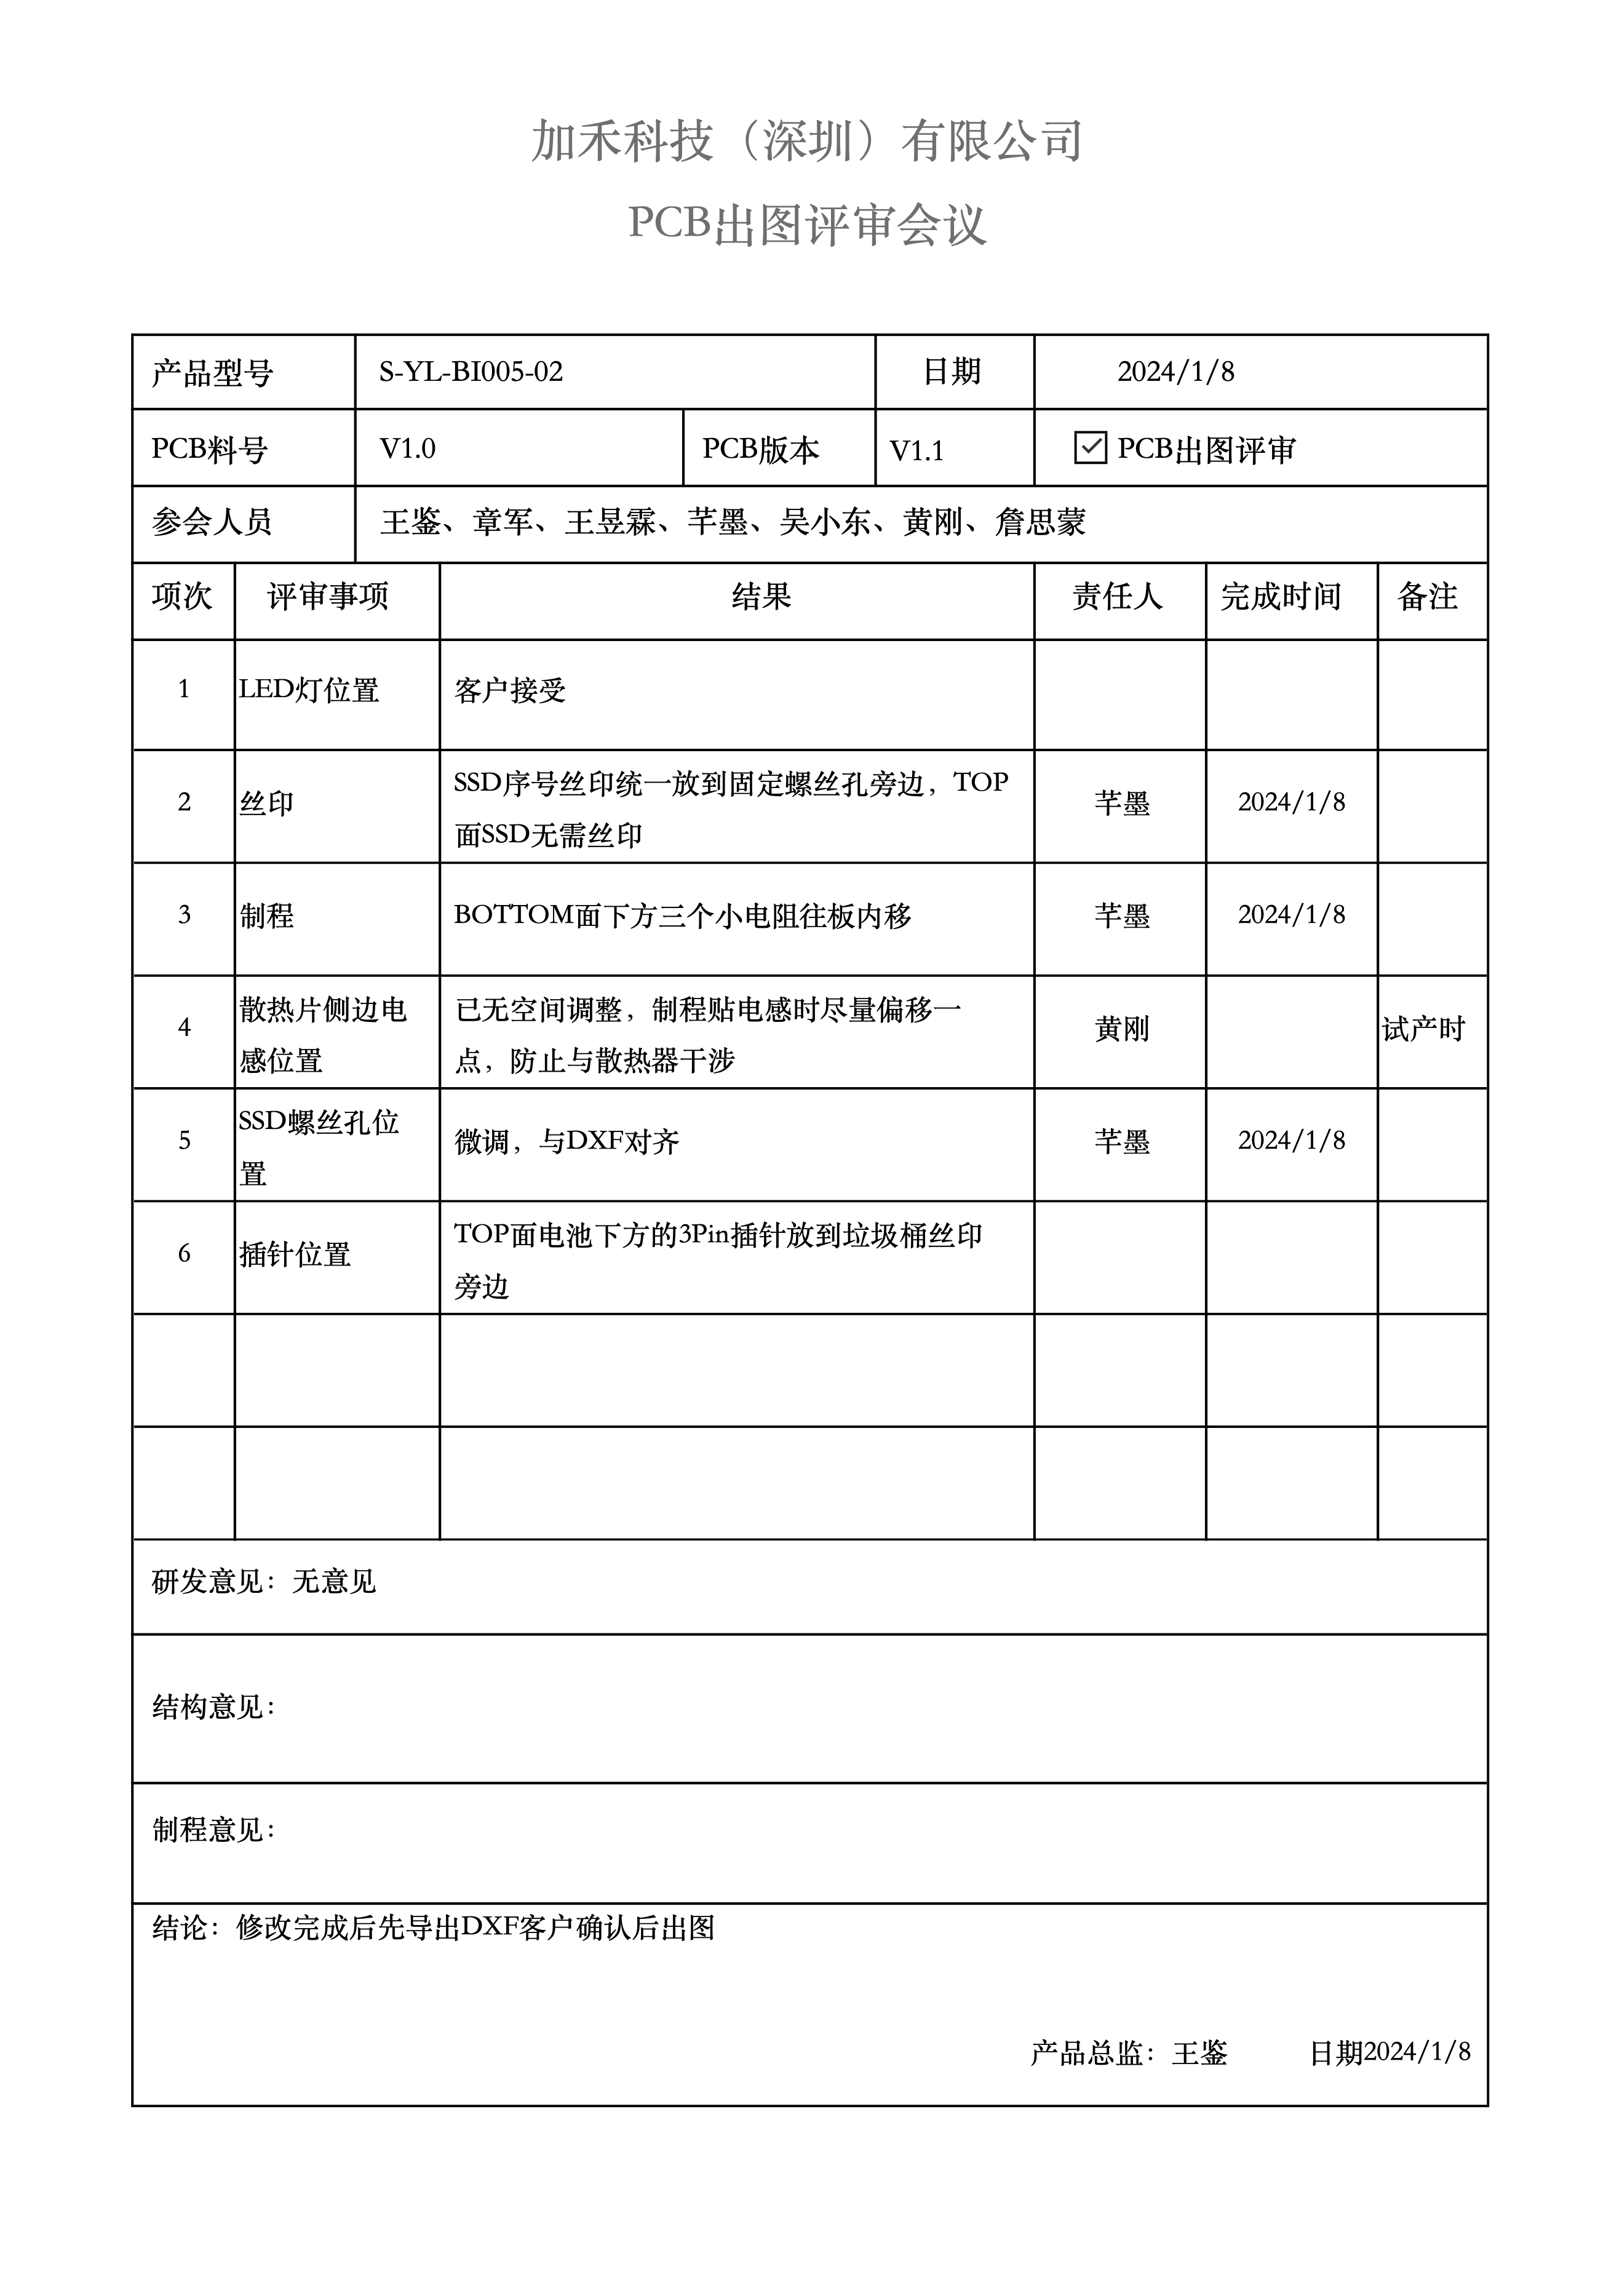 加禾科技（深圳）有限公司
PCB出图评审会议
产品型号 S-YL-BI005-02 日期 2024/1/8
PCB料号 V1.0 PCB版本 V1.1 ☑ PCB出图评审
参会人员 王鉴、章军、王昱霖、芊墨、吴小东、黄刚、詹思蒙
项次 评审事项 结果 责任人 完成时间 备注
1 LED灯位置 客户接受
SSD序号丝印统一放到固定螺丝孔旁边，TOP
2 丝印 芊墨 2024/1/8
面SSD无需丝印
3 制程 BOTTOM面下方三个小电阻往板内移 芊墨 2024/1/8
散热片侧边电 已无空间调整，制程贴电感时尽量偏移一
4 黄刚 试产时
感位置 点，防止与散热器干涉
SSD螺丝孔位
5 微调，与DXF对齐 芊墨 2024/1/8
置
TOP面电池下方的3Pin插针放到垃圾桶丝印
6 插针位置
旁边
研发意见：无意见
结构意见：
制程意见：
结论：修改完成后先导出DXF客户确认后出图
产品总监：王鉴 日期2024/1/8